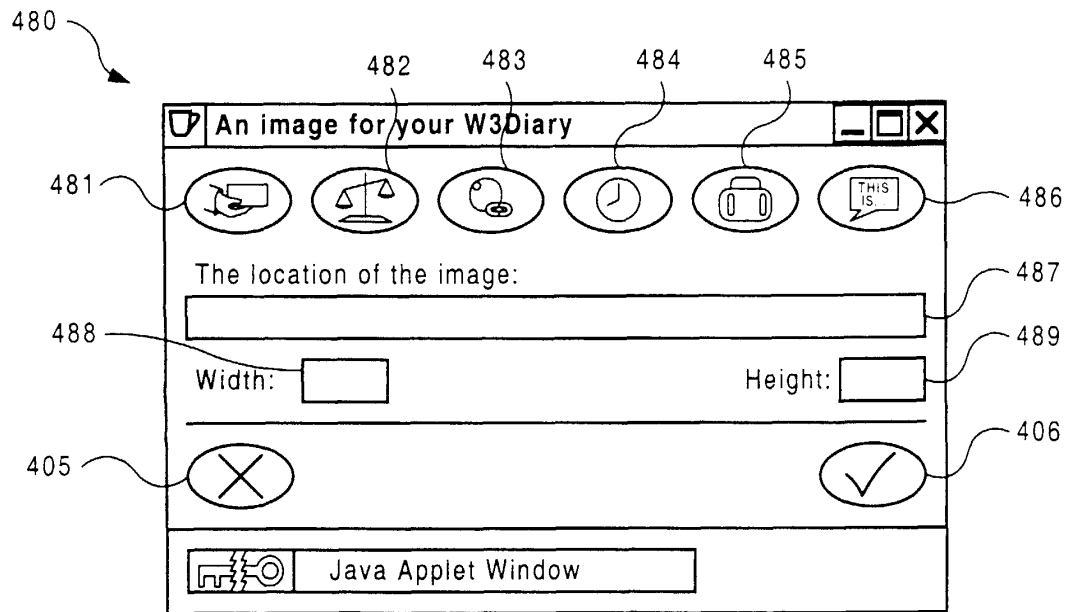 480
482 483 484 485
An image for your W3Diary
481
THIS
IS..
486
The location of the image:
487
488
489
Width: Height:
406
405
Java Applet Window